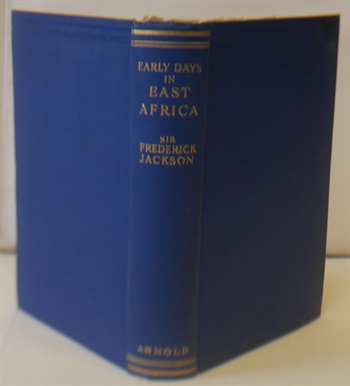 EARLY DAYS
IN
EAST
AFRICA
SIR
FREDERICK
JACKSON
ARNOLD